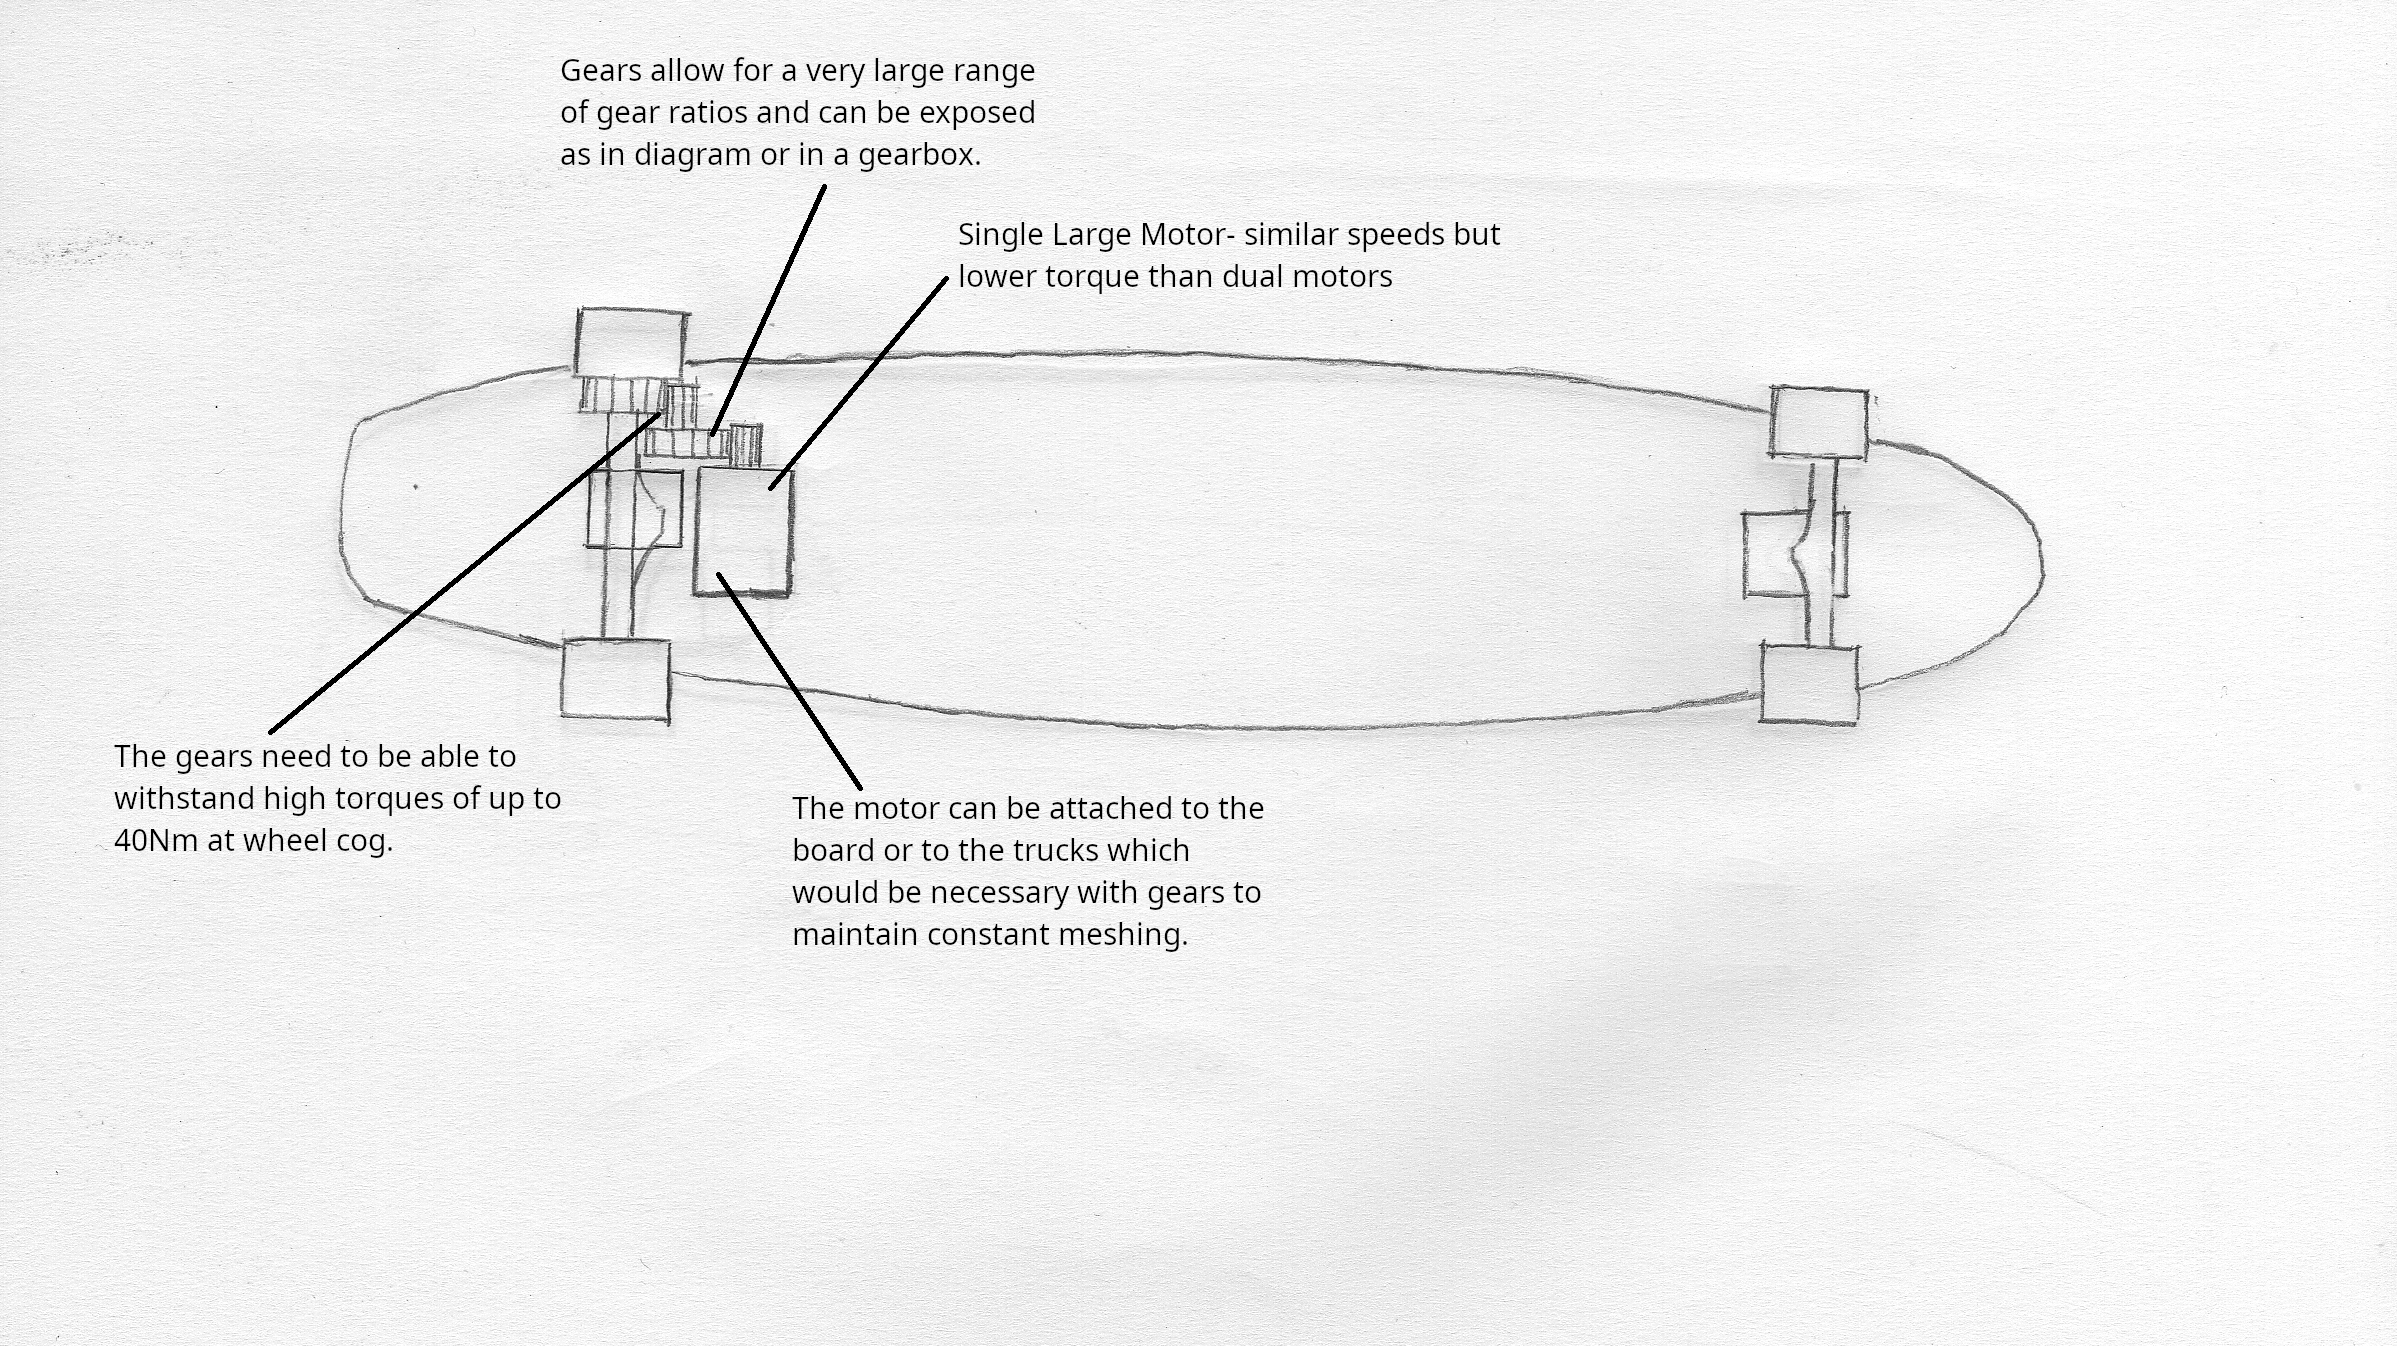 Gears allow for a very large range
of gear ratios and can be exposed
as in diagram or in a gearbox.
Single Large Motor- similar speeds but
lower torque than dual motors
The gears need to be able to
withstand high torques of up to
40Nm at wheel cog.
The motor can be attached to the
board or to the trucks which
would be necessary with gears to
maintain constant meshing.